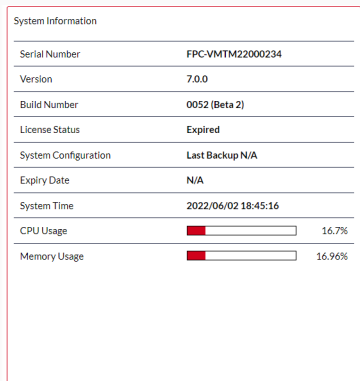 System Information
Serial Number FPC-VMTM22000234
Version 7.0.0
Build Number 0052 (Beta 2)
License Status Expired
System Configuration Last Backup N/A
Expiry Date N/A
System Time 2022/06/02 18:45:16
CPU Usage 16.7%
Memory Usage 16.96%